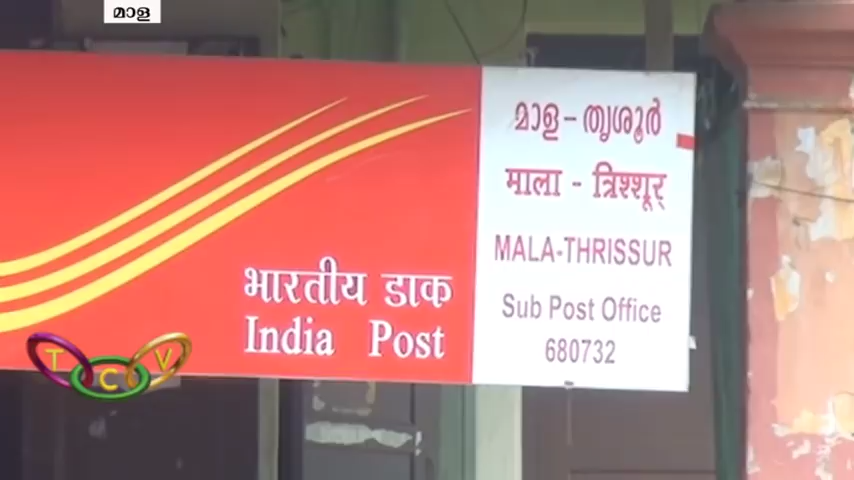 മാള
മാള – തൃശൂർ
माला - त्रिश्शूर्
MALA-THRISSUR
Sub Post Office
680732
भारतीय डाक
India Post
TCV